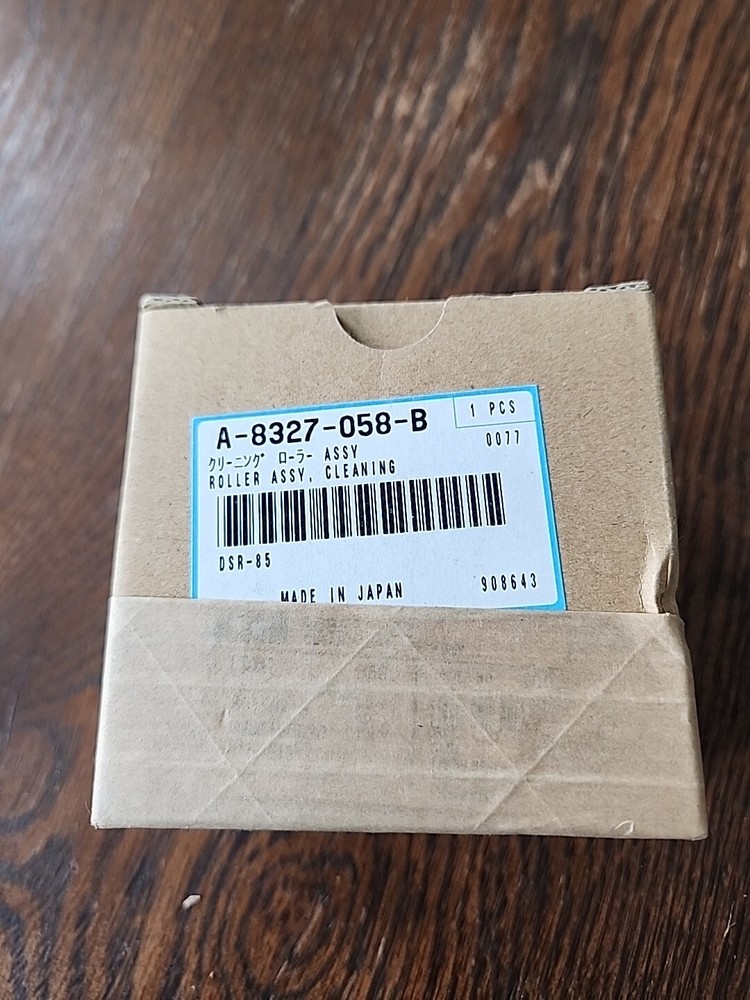 A-8327-058-B
1 PCS
ｸﾘｰﾆﾝｸﾞ ﾛｰﾗｰ ASSY
0077
ROLLER ASSY, CLEANING
DSR-85
MADE IN JAPAN
908643